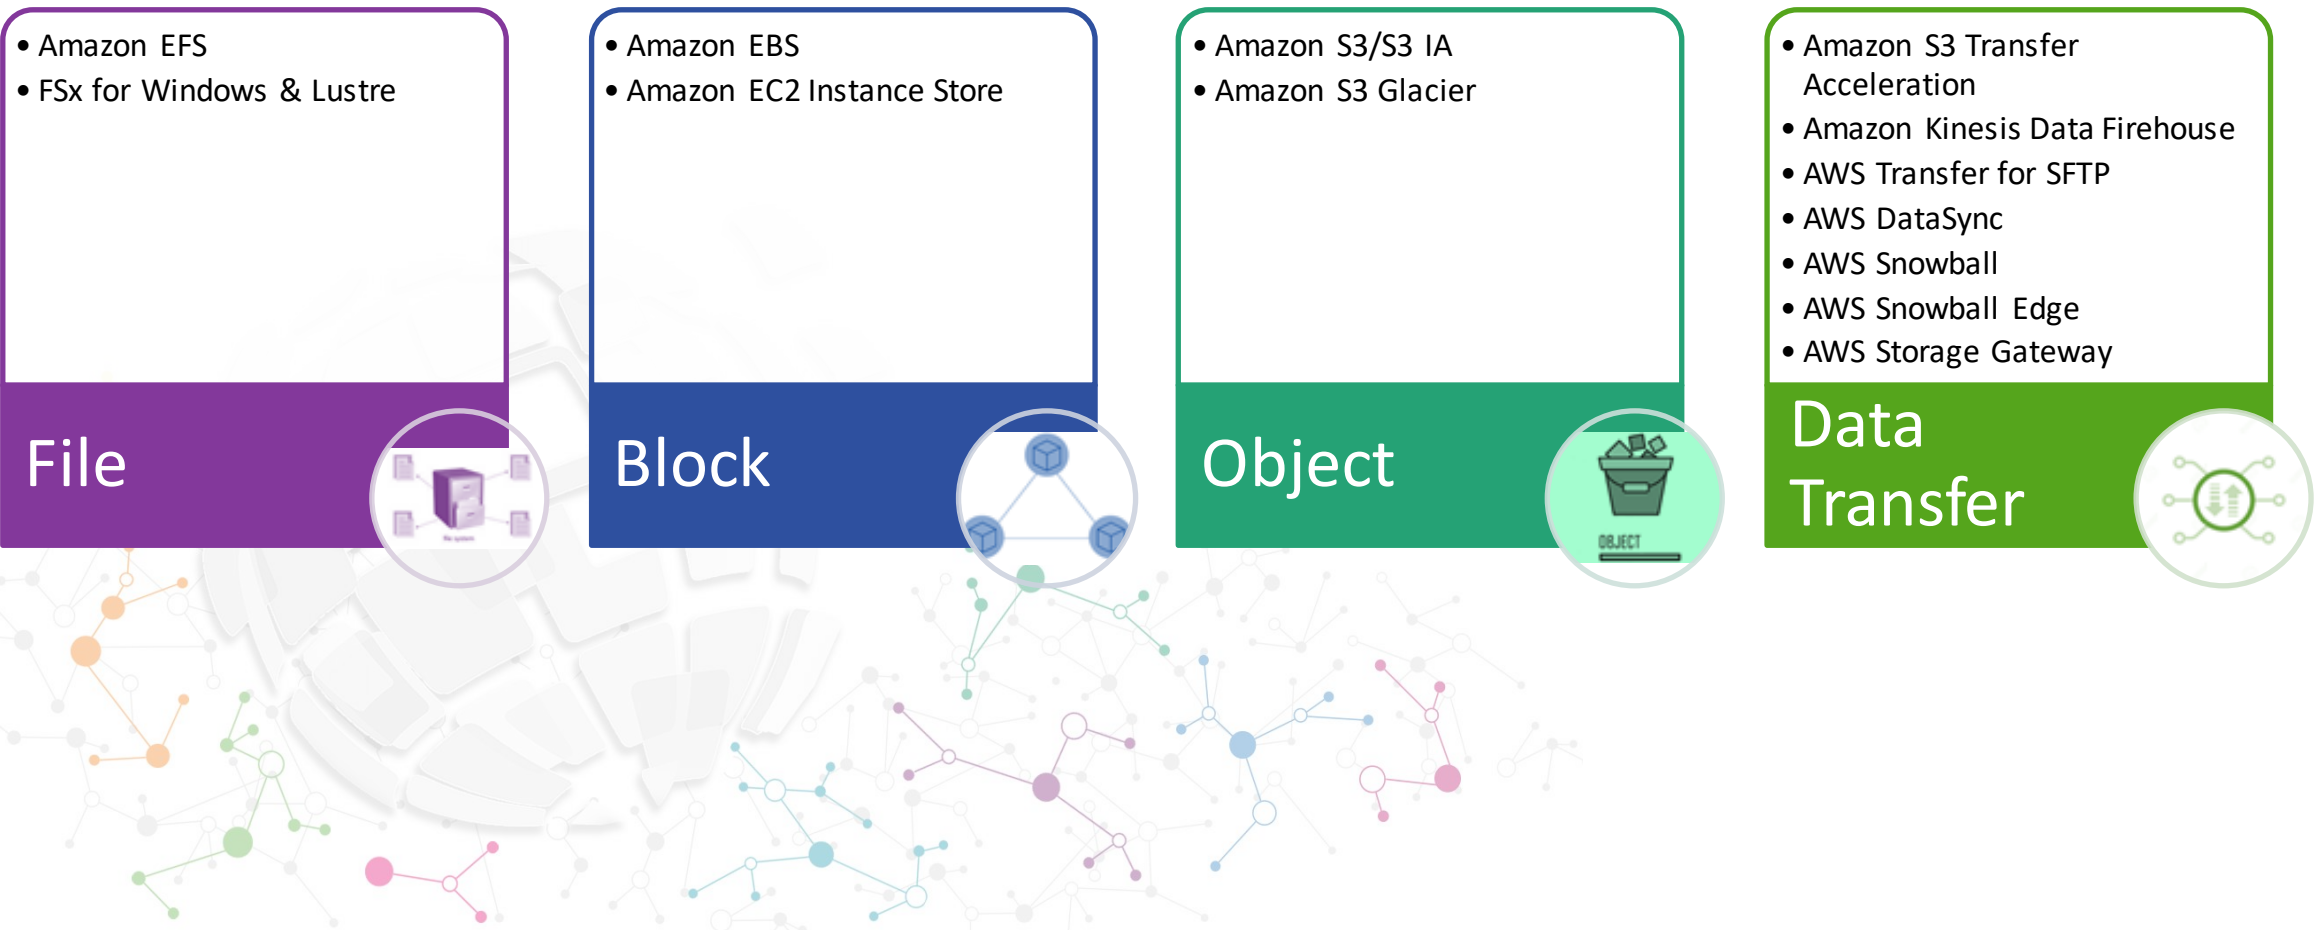 • Amazon EFS
• FSx for Windows & Lustre
File
• Amazon EBS
• Amazon EC2 Instance Store
Block
• Amazon S3/S3 IA
• Amazon S3 Glacier
Object
OBJECT
• Amazon S3 Transfer
Acceleration
• Amazon Kinesis Data Firehouse
• AWS Transfer for SFTP
• AWS DataSync
• AWS Snowball
• AWS Snowball Edge
• AWS Storage Gateway
Data
Transfer